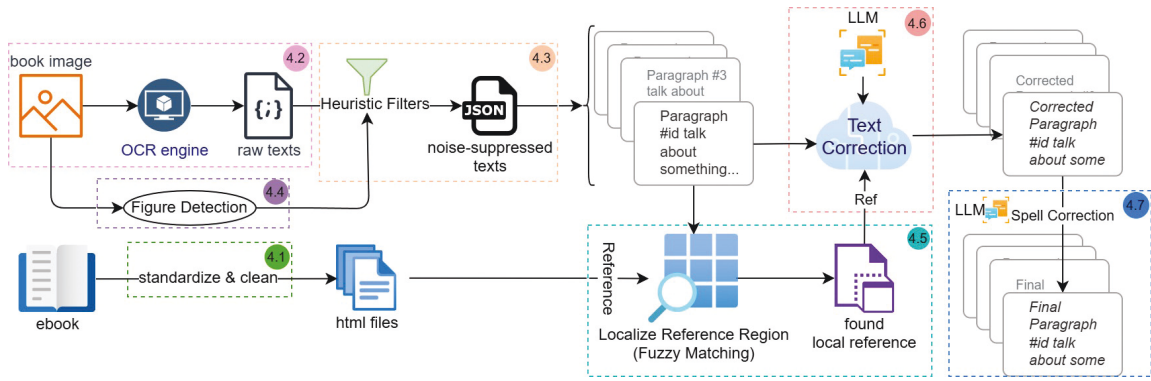 book image
4.2
{;}
OCR engine
raw texts
4.3
Heuristic Filters
JSON
noise-suppressed
texts
4.4
Figure Detection
ebook
4.1
standardize & clean
html files
Paragraph #3
talk about
Paragraph
#id talk
about
something...
LLM
4.6
Text
Correction
Ref
Reference
4.5
Localize Reference Region
(Fuzzy Matching)
found
local reference
Corrected
Corrected
Paragraph
#id talk
about some
4.7
LLM
Spell Correction
Final
Final
Paragraph
#id talk
about some